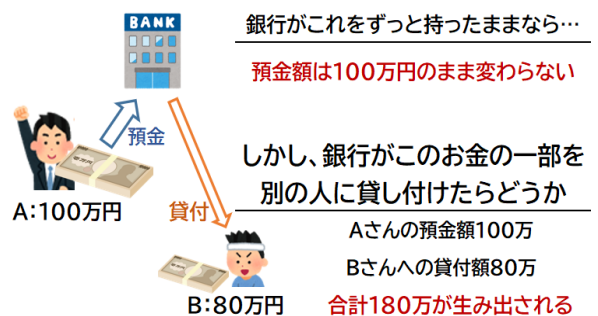 BANK
銀行がこれをずっと持ったままなら…
預金額は100万円のまま変わらない
預金
A:100万円
しかし、銀行がこのお金の一部を
別の人に貸し付けたらどうか
貸付
Aさんの預金額100万
Bさんへの貸付額80万
B:80万円
合計180万が生み出される